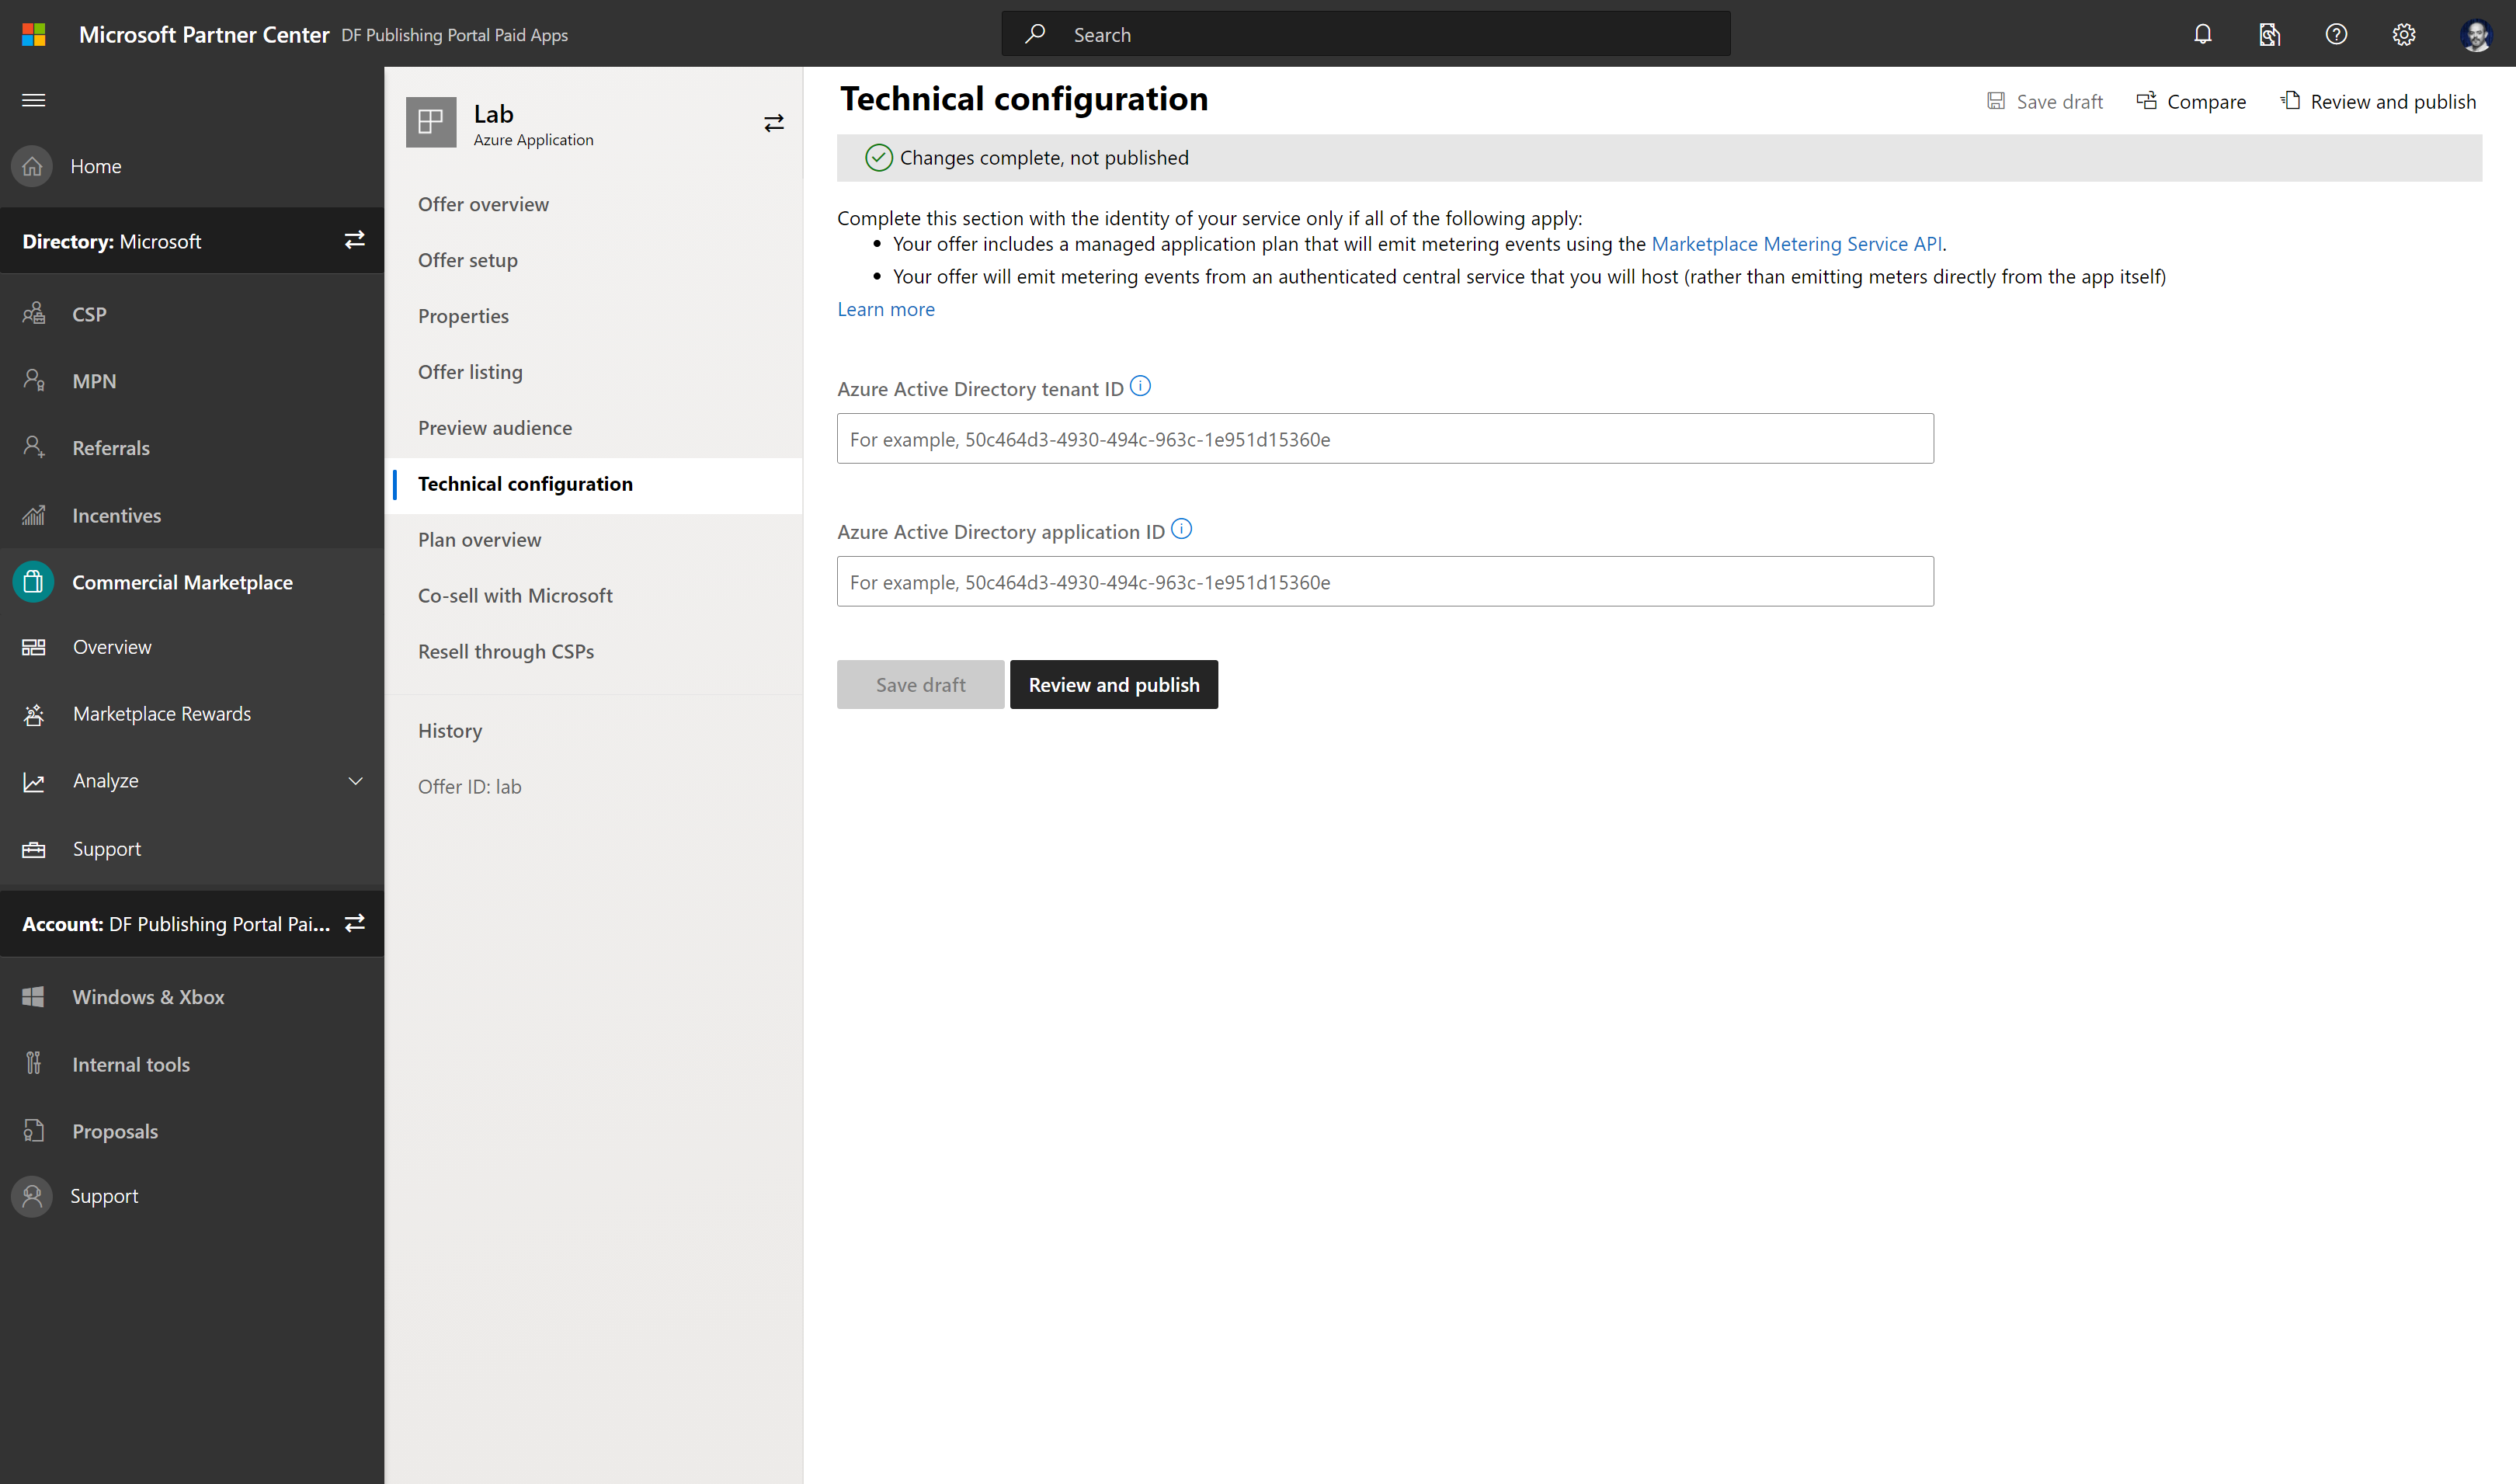 Microsoft Partner Center DF Publishing Portal Paid Apps
Search
Home
Directory: Microsoft
CSP
MPN
Referrals
Incentives
Commercial Marketplace
Overview
Marketplace Rewards
Analyze
Support
Account: DF Publishing Portal Pai...
Windows & Xbox
Internal tools
Proposals
Support
Lab
Azure Application
Offer overview
Offer setup
Properties
Offer listing
Preview audience
Technical configuration
Plan overview
Co-sell with Microsoft
Resell through CSPs
History
Offer ID: lab
Technical configuration
Save draft
Compare
Review and publish
Changes complete, not published
Complete this section with the identity of your service only if all of the following apply:
• Your offer includes a managed application plan that will emit metering events using the Marketplace Metering Service API.
• Your offer will emit metering events from an authenticated central service that you will host (rather than emitting meters directly from the app itself)
Learn more
Azure Active Directory tenant ID
For example, 50c464d3-4930-494c-963c-1e951d15360e
Azure Active Directory application ID
For example, 50c464d3-4930-494c-963c-1e951d15360e
Save draft
Review and publish